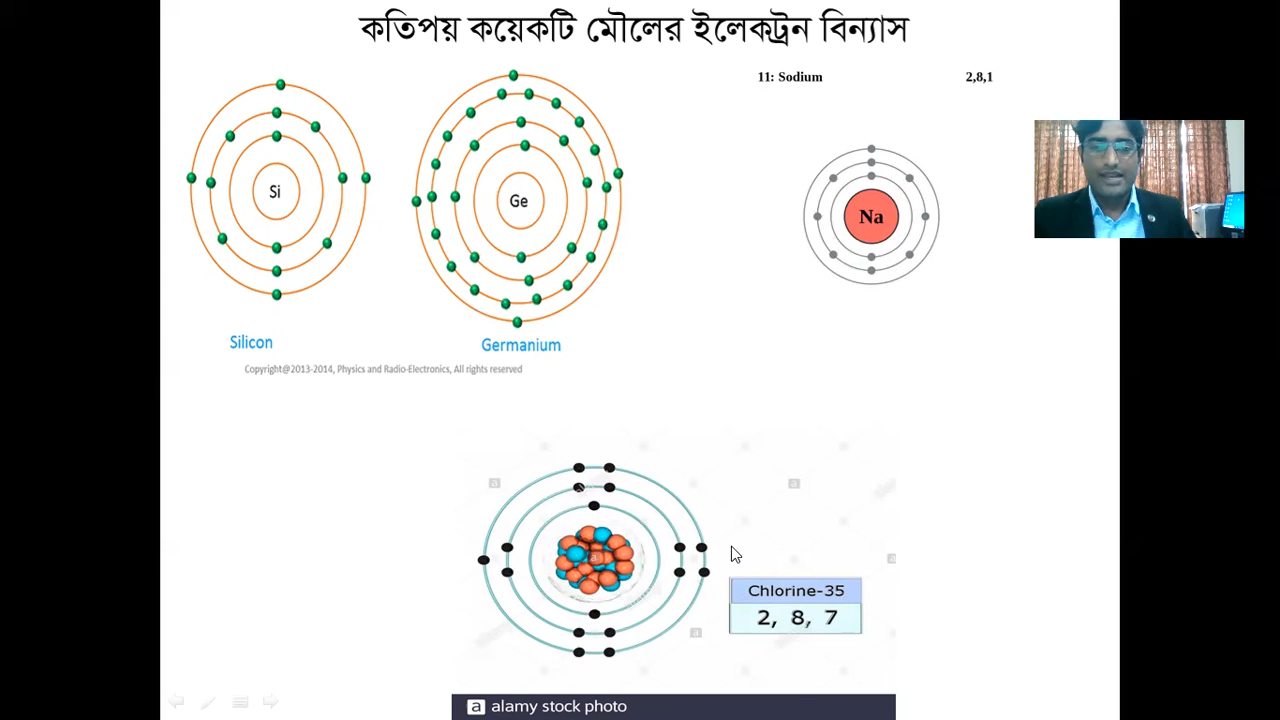 কতিপয় কয়েকটি মৌলের ইলেকট্রন বিন্যাস
11: Sodium 2,8,1
Si
Ge
Na
Silicon
Germanium
Copyright@2013-2014, Physics and Radio-Electronics, All rights reserved
a
a
a
a
a
a
Chlorine-35
2, 8, 7
a alamy stock photo